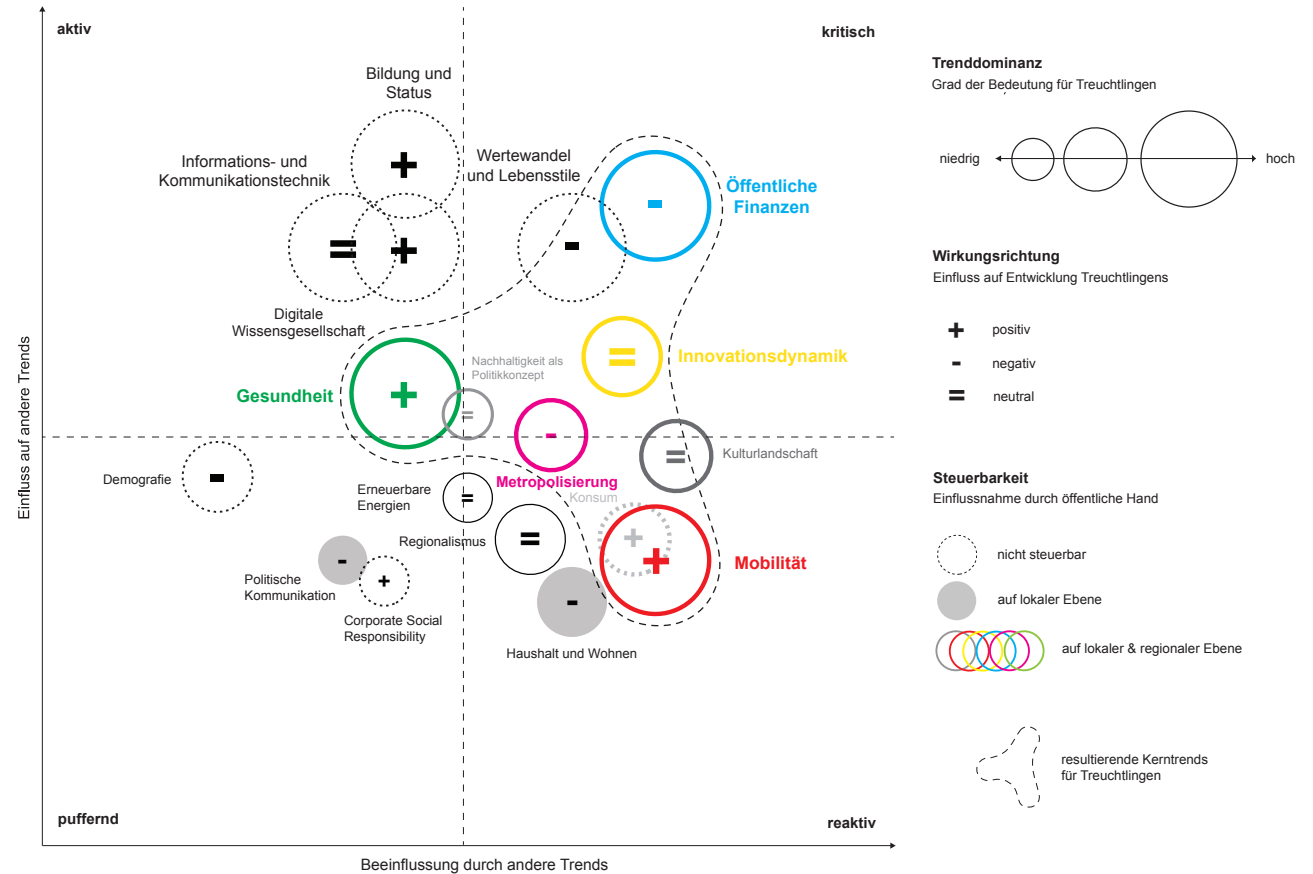 aktiv
kritisch
Bildung und
Status
+
Informations- und
Kommunikationstechnik
Wertewandel
und Lebensstile
-
Öffentliche
Finanzen
-
=
+
Digitale
Wissensgesellschaft
Nachhaltigkeit als
Politikkonzept
=
Innovationsdynamik
=
Gesundheit
+
-
Metropolisierung
Kulturlandschaft
=
Demografie
-
Erneuerbare
Energien
=
Konsum
+
Regionalismus
=
Mobilität
+
Politische
Kommunikation
-
+
Corporate Social
Responsibility
-
Haushalt und Wohnen
puffernd
reaktiv
Einfluss auf andere Trends
Beeinflussung durch andere Trends
Trenddominanz
Grad der Bedeutung für Treuchtlingen
niedrig
hoch
Wirkungsrichtung
Einfluss auf Entwicklung Treuchtlingens
+ positiv
- negativ
= neutral
Steuerbarkeit
Einflussnahme durch öffentliche Hand
nicht steuerbar
auf lokaler Ebene
auf lokaler & regionaler Ebene
resultierende Kerntrends
für Treuchtlingen